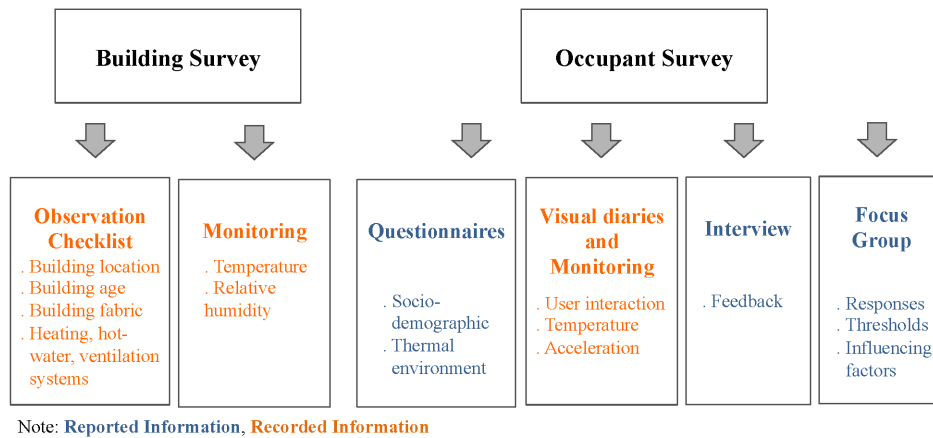 Building Survey
Occupant Survey
Observation
Checklist
. Building location
. Building age
. Building fabric
. Heating, hot-
water, ventilation
systems
Monitoring
. Temperature
. Relative
humidity
Questionnaires
. Socio-
demographic
. Thermal
environment
Visual diaries
and
Monitoring
. User interaction
. Temperature
. Acceleration
Interview
. Feedback
Focus
Group
. Responses
. Thresholds
. Influencing
factors
Note: Reported Information, Recorded Information